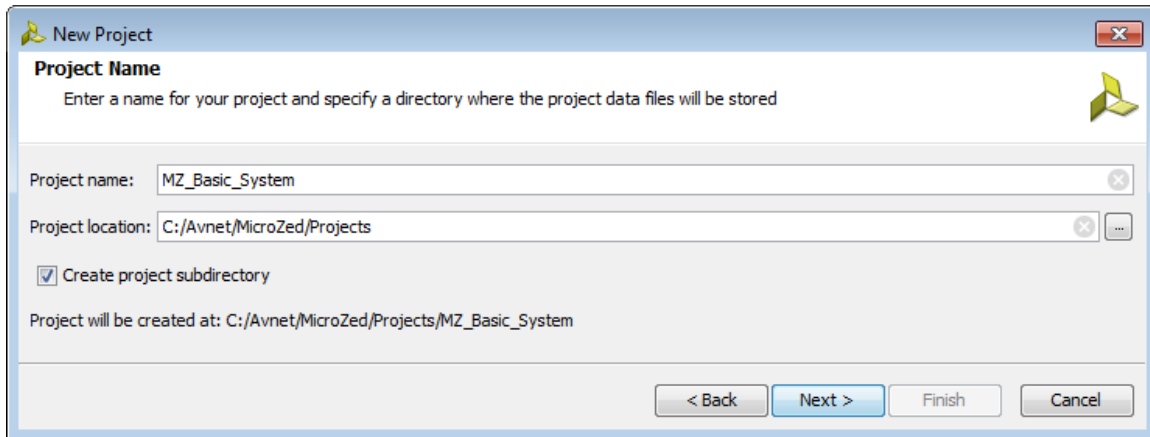 New Project
Project Name
Enter a name for your project and specify a directory where the project data files will be stored
Project name: MZ_Basic_System
Project location: C:/Avnet/MicroZed/Projects ...
Create project subdirectory
Project will be created at: C:/Avnet/MicroZed/Projects/MZ_Basic_System
< Back Next > Finish Cancel